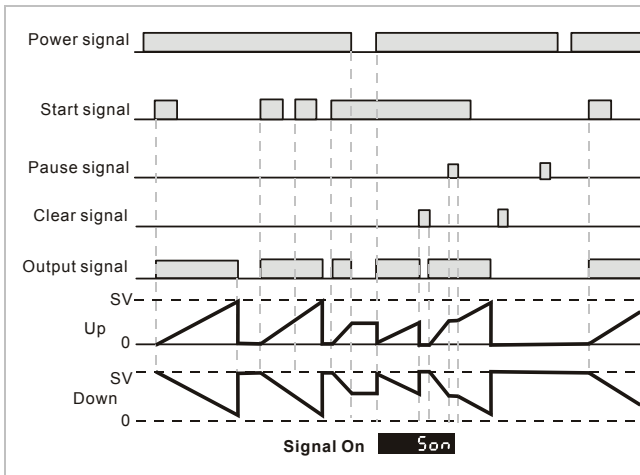 Power signal
Start signal
Pause signal
Clear signal
Output signal
SV
Up
0
SV
Down
0
Signal On Son